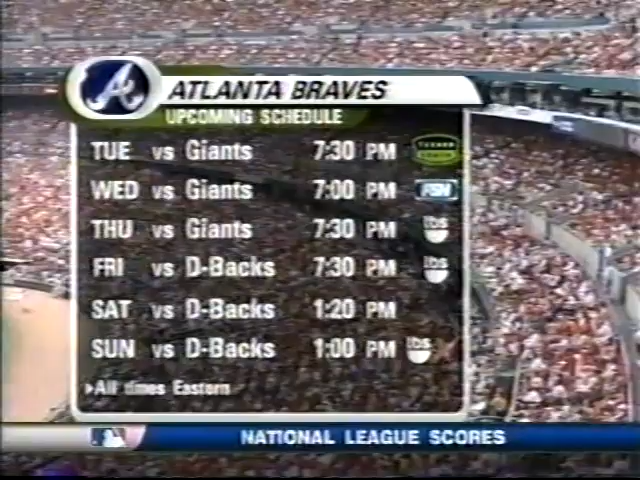 ATLANTA BRAVES
UPCOMING SCHEDULE
TUE vs Giants 7:30 PM TURNER SOUTH
WED vs Giants 7:00 PM FSN
THU vs Giants 7:30 PM tbs
FRI vs D-Backs 7:30 PM tbs
SAT vs D-Backs 1:20 PM
SUN vs D-Backs 1:00 PM tbs
All times Eastern
NATIONAL LEAGUE SCORES